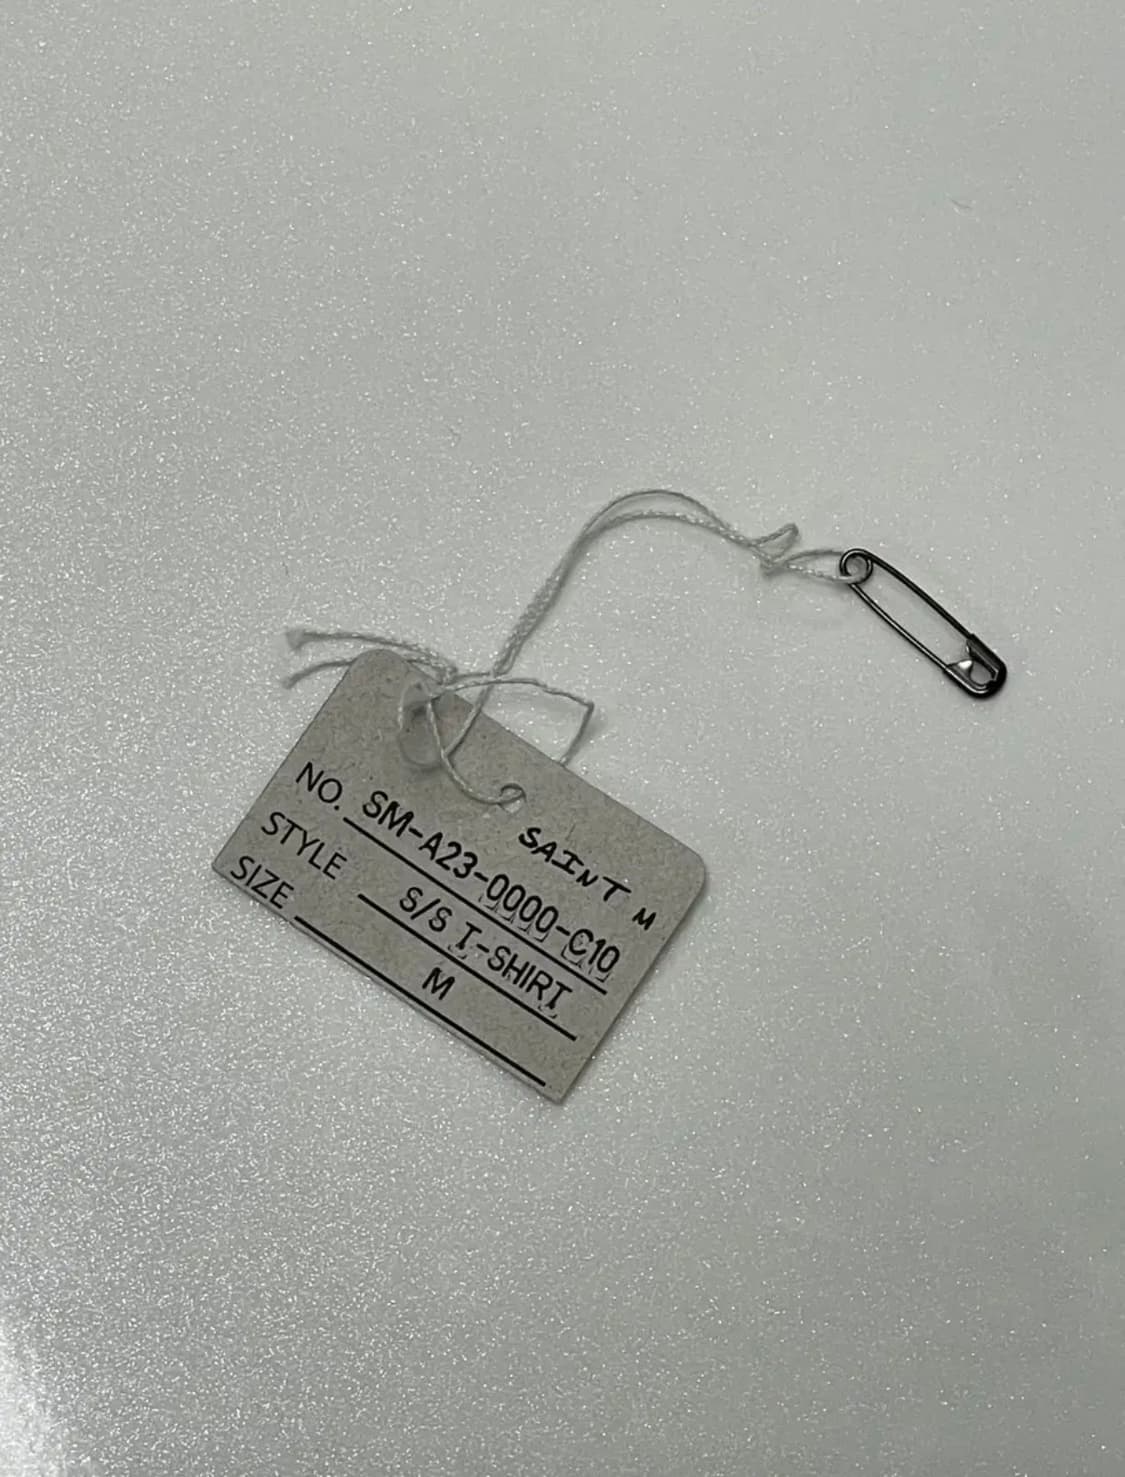 SAINT M
NO. SM-A23-0000-C10
STYLE S/S T-SHIRT
SIZE M